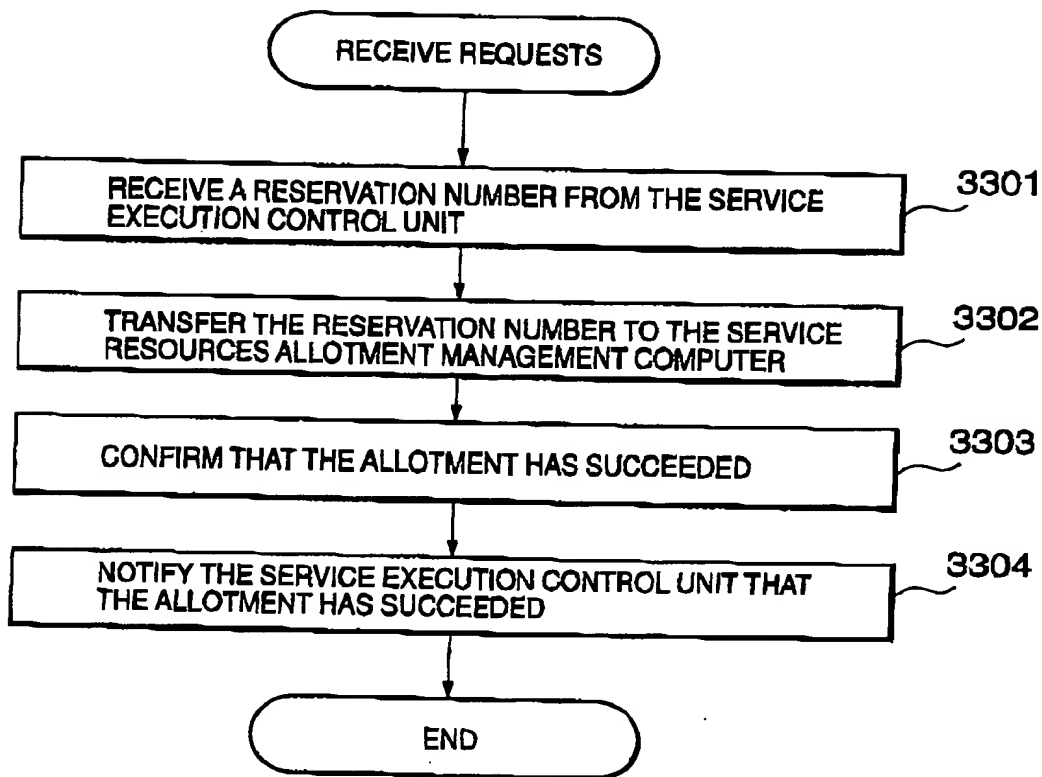 RECEIVE REQUESTS
RECEIVE A RESERVATION NUMBER FROM THE SERVICE
EXECUTION CONTROL UNIT
3301
TRANSFER THE RESERVATION NUMBER TO THE SERVICE
RESOURCES ALLOTMENT MANAGEMENT COMPUTER
3302
CONFIRM THAT THE ALLOTMENT HAS SUCCEEDED
3303
NOTIFY THE SERVICE EXECUTION CONTROL UNIT THAT
THE ALLOTMENT HAS SUCCEEDED
3304
END